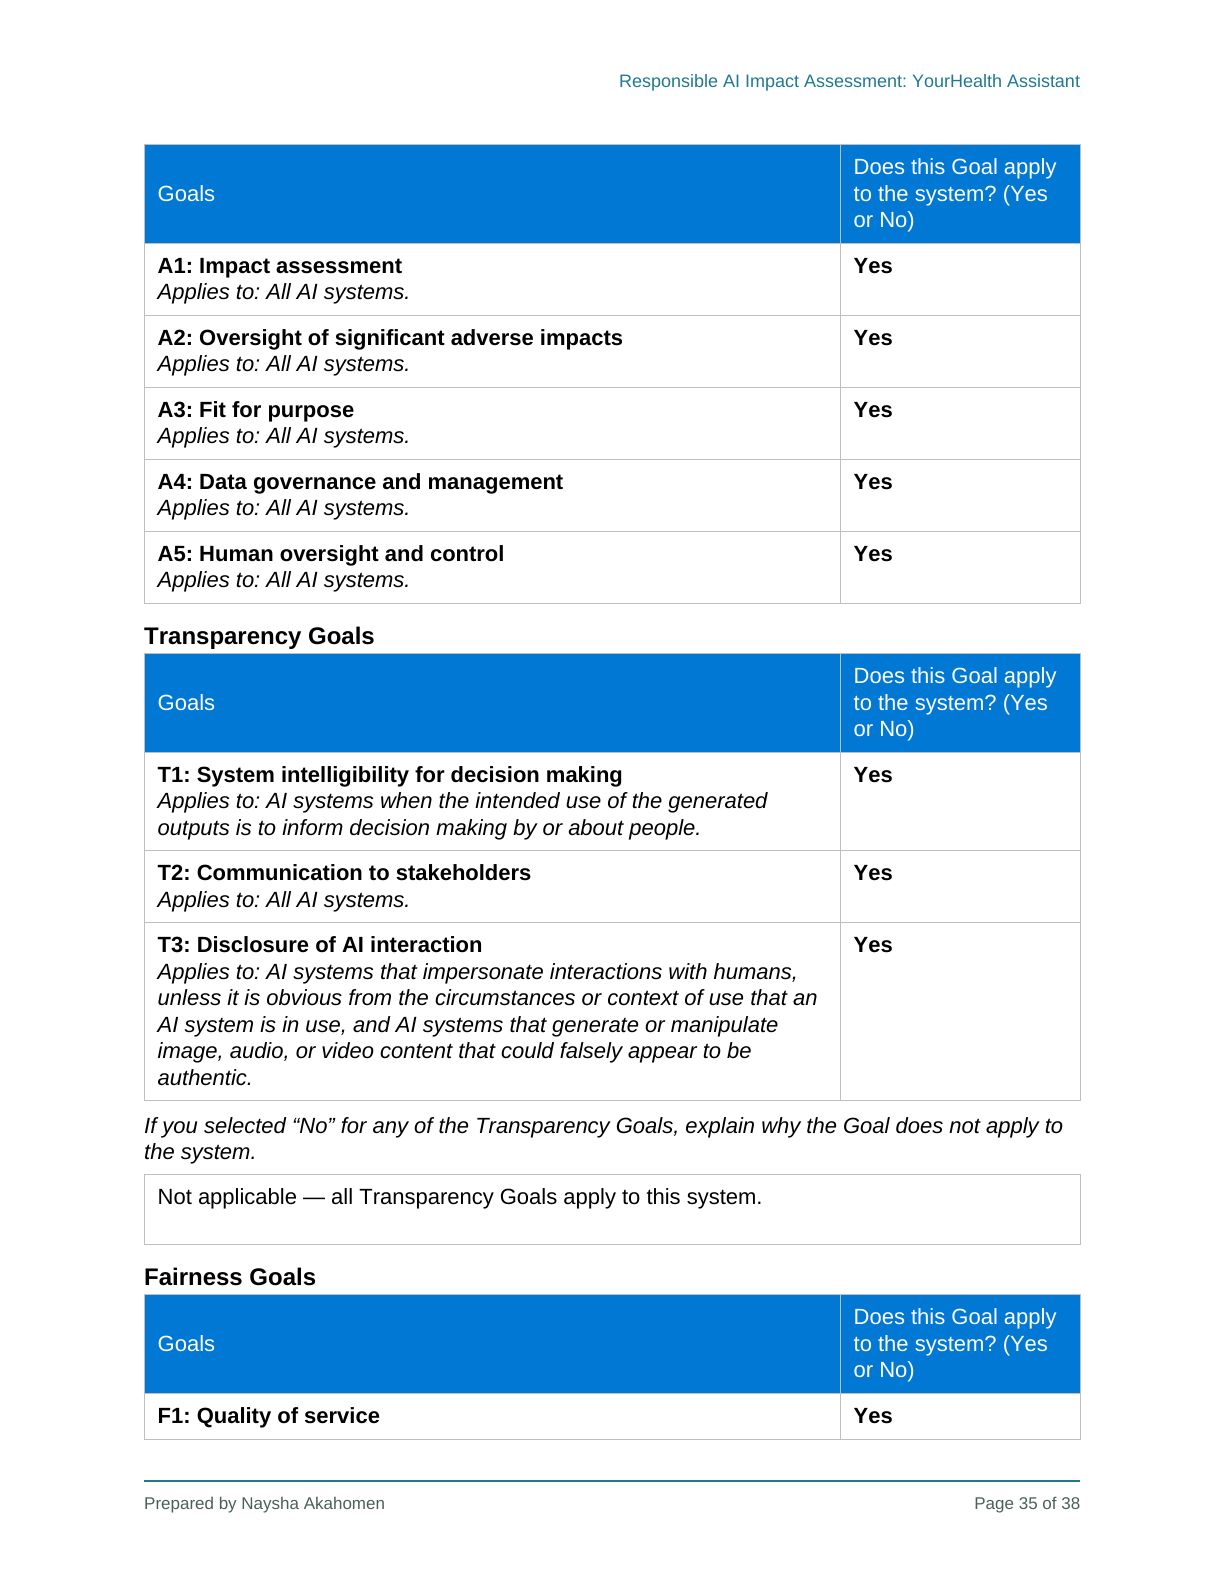 Responsible AI Impact Assessment: YourHealth Assistant
Goals
Does this Goal apply
to the system? (Yes
or No)
A1: Impact assessment
Applies to: All AI systems.
Yes
A2: Oversight of significant adverse impacts
Applies to: All AI systems.
Yes
A3: Fit for purpose
Applies to: All AI systems.
Yes
A4: Data governance and management
Applies to: All AI systems.
Yes
A5: Human oversight and control
Applies to: All AI systems.
Yes
Transparency Goals
Goals
Does this Goal apply
to the system? (Yes
or No)
T1: System intelligibility for decision making
Applies to: AI systems when the intended use of the generated
outputs is to inform decision making by or about people.
Yes
T2: Communication to stakeholders
Applies to: All AI systems.
Yes
T3: Disclosure of AI interaction
Applies to: AI systems that impersonate interactions with humans,
unless it is obvious from the circumstances or context of use that an
AI system is in use, and AI systems that generate or manipulate
image, audio, or video content that could falsely appear to be
authentic.
Yes
If you selected “No” for any of the Transparency Goals, explain why the Goal does not apply to
the system.
Not applicable — all Transparency Goals apply to this system.
Fairness Goals
Goals
Does this Goal apply
to the system? (Yes
or No)
F1: Quality of service
Yes
Prepared by Naysha Akahomen
Page 35 of 38